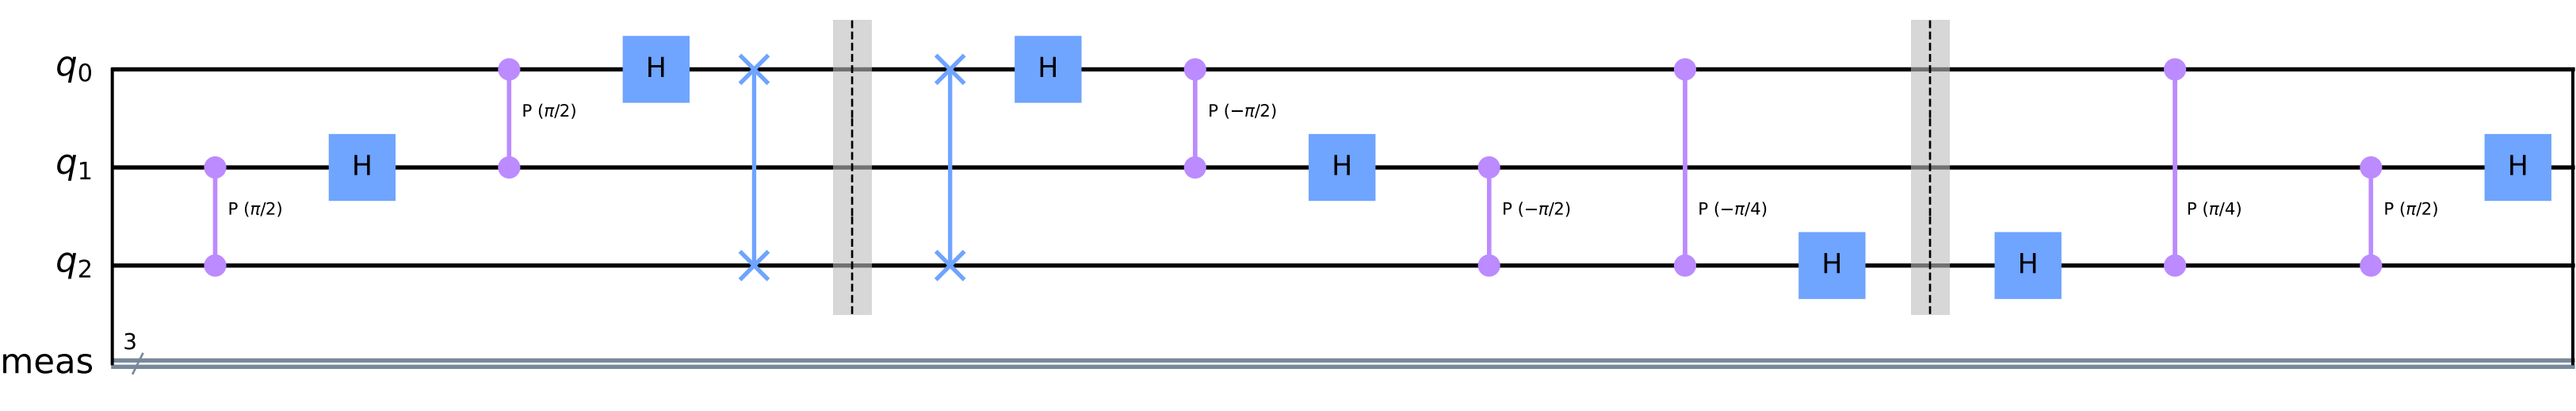 q0 H H
P (π/2) P (−π/2)
q1 H H H
P (π/2) P (−π/2) P (−π/4) P (π/4) P (π/2)
q2 H H
3
meas